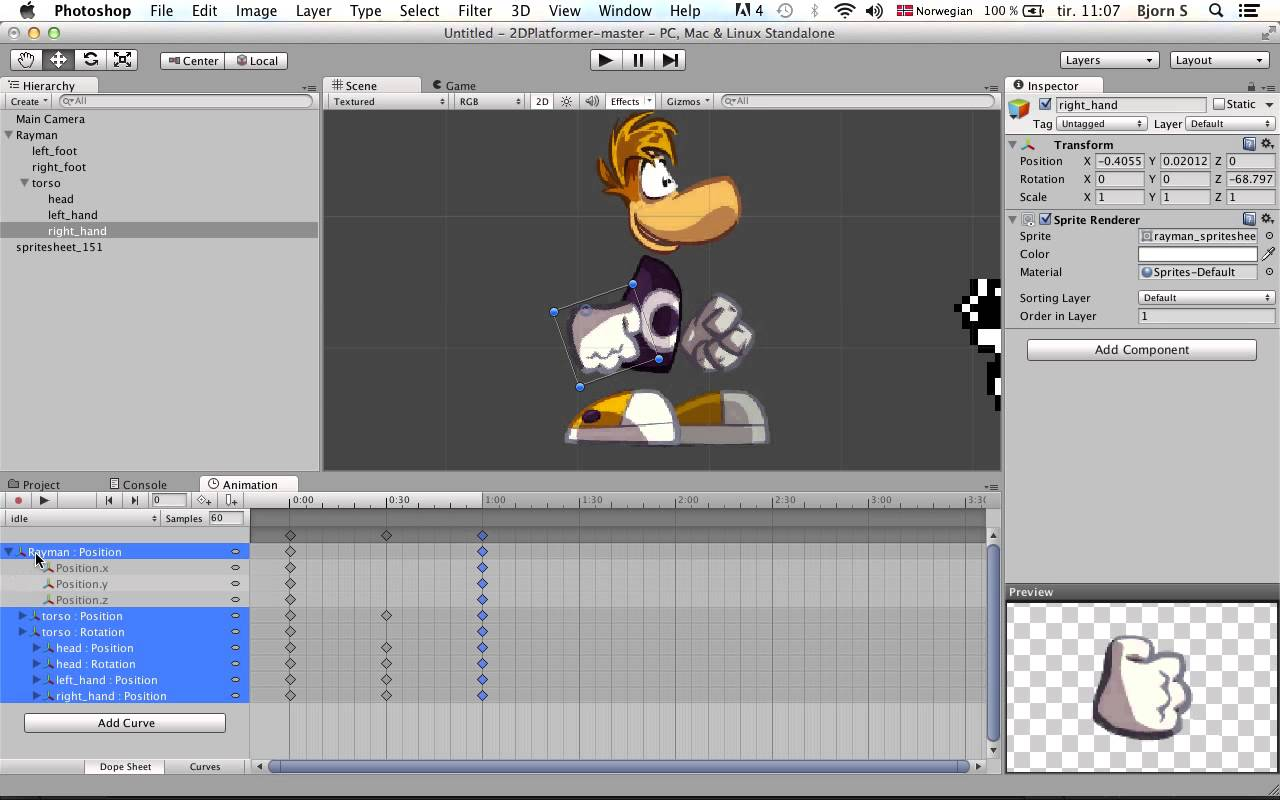 Photoshop File Edit Image Layer Type Select Filter 3D View Window Help 4 Norwegian 100 % tir. 11:07 Bjorn S
Untitled – 2DPlatformer-master – PC, Mac & Linux Standalone
Center Local Layers Layout
Hierarchy
Create All
Main Camera
Rayman
left_foot
right_foot
torso
head
left_hand
right_hand
spritesheet_151
Scene Game
Textured RGB 2D Effects Gizmos All
Inspector
right_hand Static
Tag Untagged Layer Default
Transform
Position X −0.4055 Y 0.02012 Z 0
Rotation X 0 Y 0 Z −68.797
Scale X 1 Y 1 Z 1
Sprite Renderer
Sprite rayman_spriteshee
Color
Material Sprites-Default
Sorting Layer Default
Order in Layer 1
Add Component
Project Console Animation
0 0:00 0:30 1:00 1:30 2:00 2:30 3:00 3:30
idle Samples 60
Rayman : Position
Position.x
Position.y
Position.z
torso : Position
torso : Rotation
head : Position
head : Rotation
left_hand : Position
right_hand : Position
Add Curve
Dope Sheet Curves
Preview